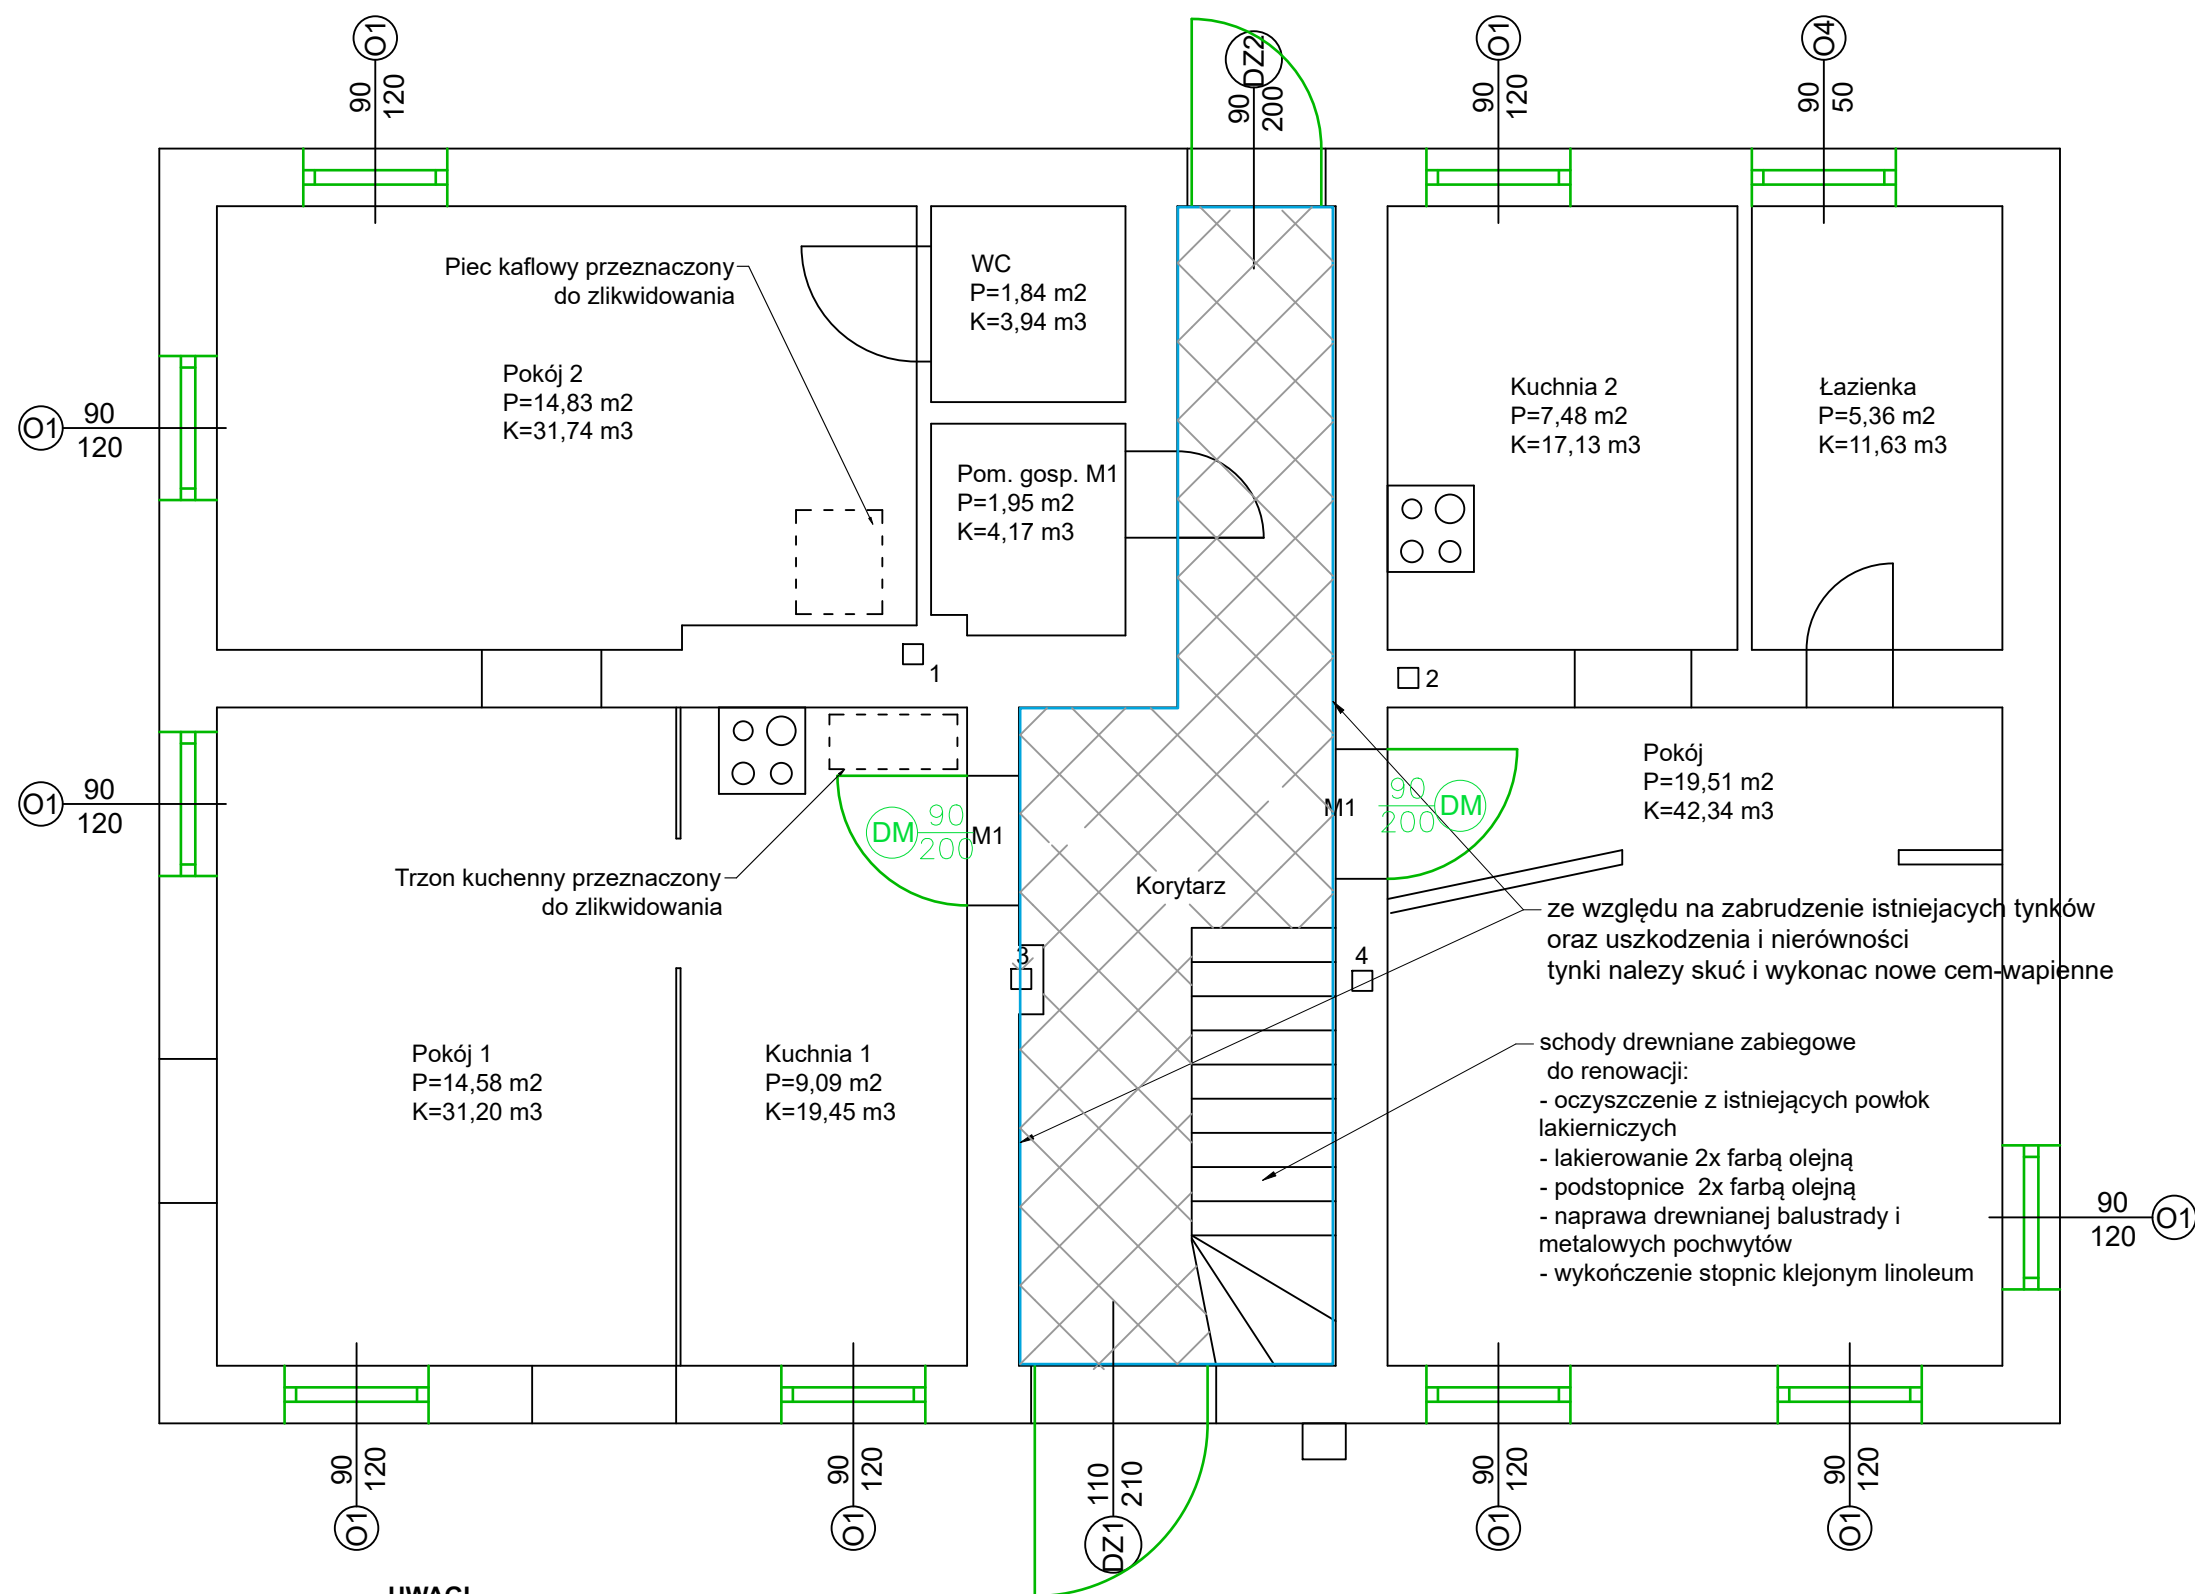 O1
90
120
DZ2
90
200
O1
90
120
O4
90
50
Piec kaflowy przeznaczony
do zlikwidowania
WC
P=1,84 m2
K=3,94 m3
Pokój 2
P=14,83 m2
K=31,74 m3
Kuchnia 2
P=7,48 m2
K=17,13 m3
Łazienka
P=5,36 m2
K=11,63 m3
O1
90
120
Pom. gosp. M1
P=1,95 m2
K=4,17 m3
1
2
O1
90
120
DM
90
200
M1
M1
90
200
DM
Pokój
P=19,51 m2
K=42,34 m3
Trzon kuchenny przeznaczony
do zlikwidowania
Korytarz
ze względu na zabrudzenie istniejacych tynków
oraz uszkodzenia i nierówności
tynki nalezy skuć i wykonac nowe cem-wapienne
3
4
Pokój 1
P=14,58 m2
K=31,20 m3
Kuchnia 1
P=9,09 m2
K=19,45 m3
schody drewniane zabiegowe
do renowacji:
- oczyszczenie z istniejących powłok
lakierniczych
- lakierowanie 2x farbą olejną
- podstopnice 2x farbą olejną
- naprawa drewnianej balustrady i
metalowych pochwytów
- wykończenie stopnic klejonym linoleum
90
120
O1
90
120
O1
90
120
O1
110
210
DZ1
90
120
O1
90
120
O1
UWAGI